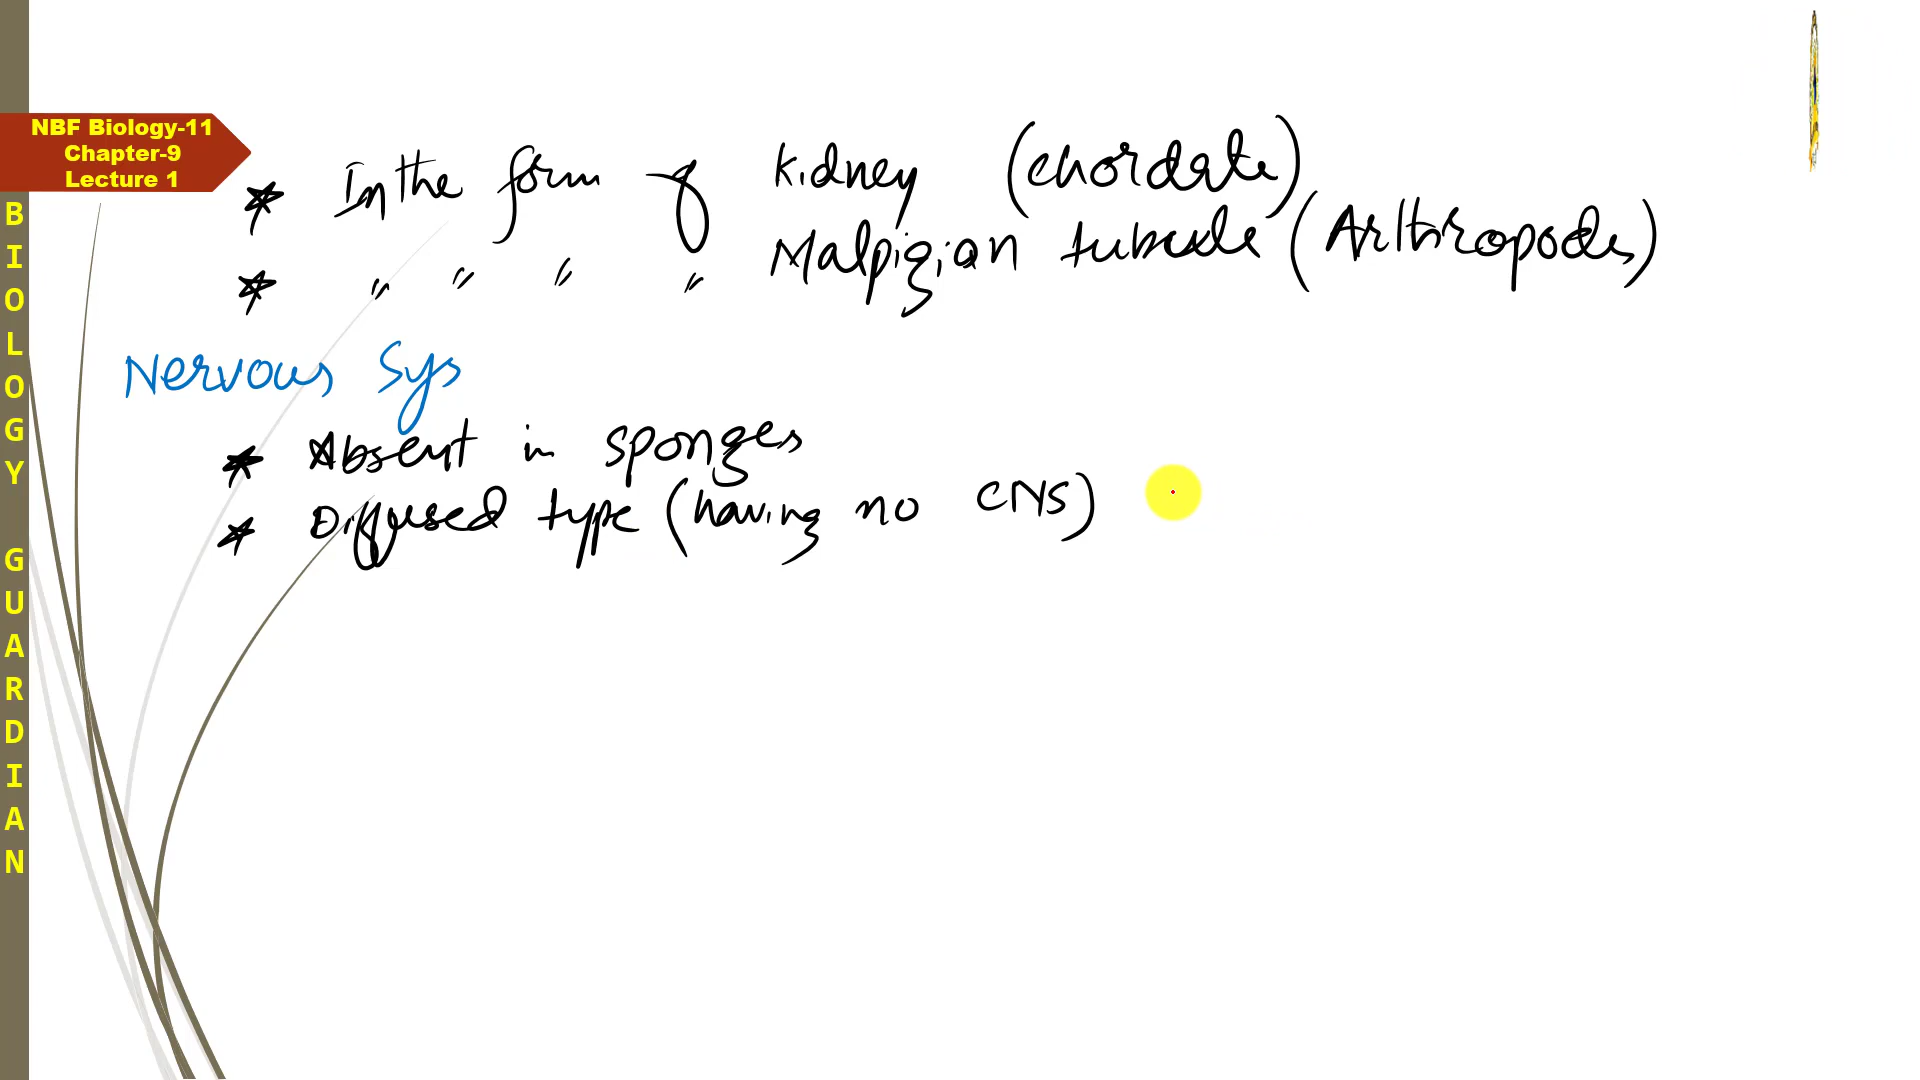 NBF Biology-11
Chapter-9
Lecture 1
BIOLOGY GUARDIAN
* In the form of kidney (chordate)
* " " " " Malpigian tubule (Arthropods)
Nervous Sys
* Absent in sponges
* Diffused type (having no CNS)